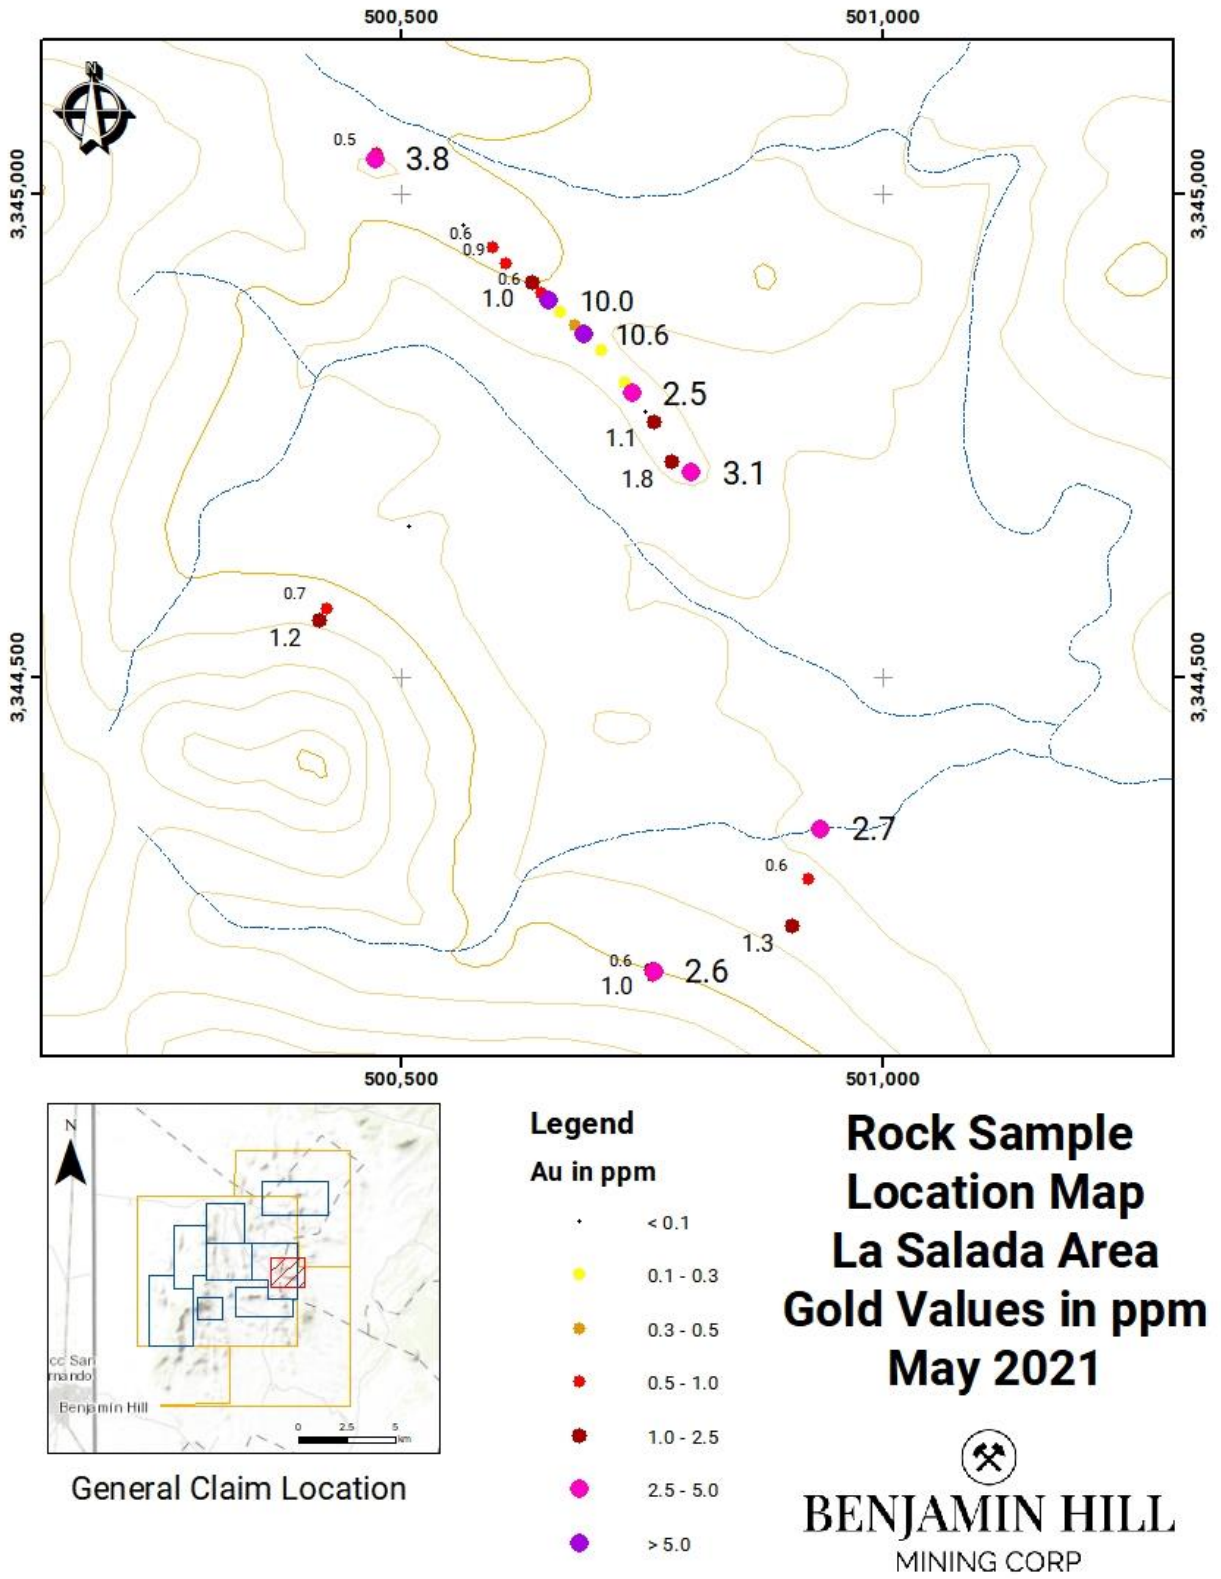 500,500
501,000
N
3,345,000
3,345,000
0.5
3.8
0.6
0.9
0.6
1.0
10.0
10.6
2.5
1.1
1.8
3.1
0.7
1.2
3,344,500
3,344,500
2.7
0.6
1.3
0.6
1.0
2.6
500,500
501,000
N
cc San
rnando
Benjamin Hill
0 2.5 5
km
General Claim Location
Legend
Au in ppm
< 0.1
0.1 - 0.3
0.3 - 0.5
0.5 - 1.0
1.0 - 2.5
2.5 - 5.0
> 5.0
Rock Sample
Location Map
La Salada Area
Gold Values in ppm
May 2021
BENJAMIN HILL
MINING CORP